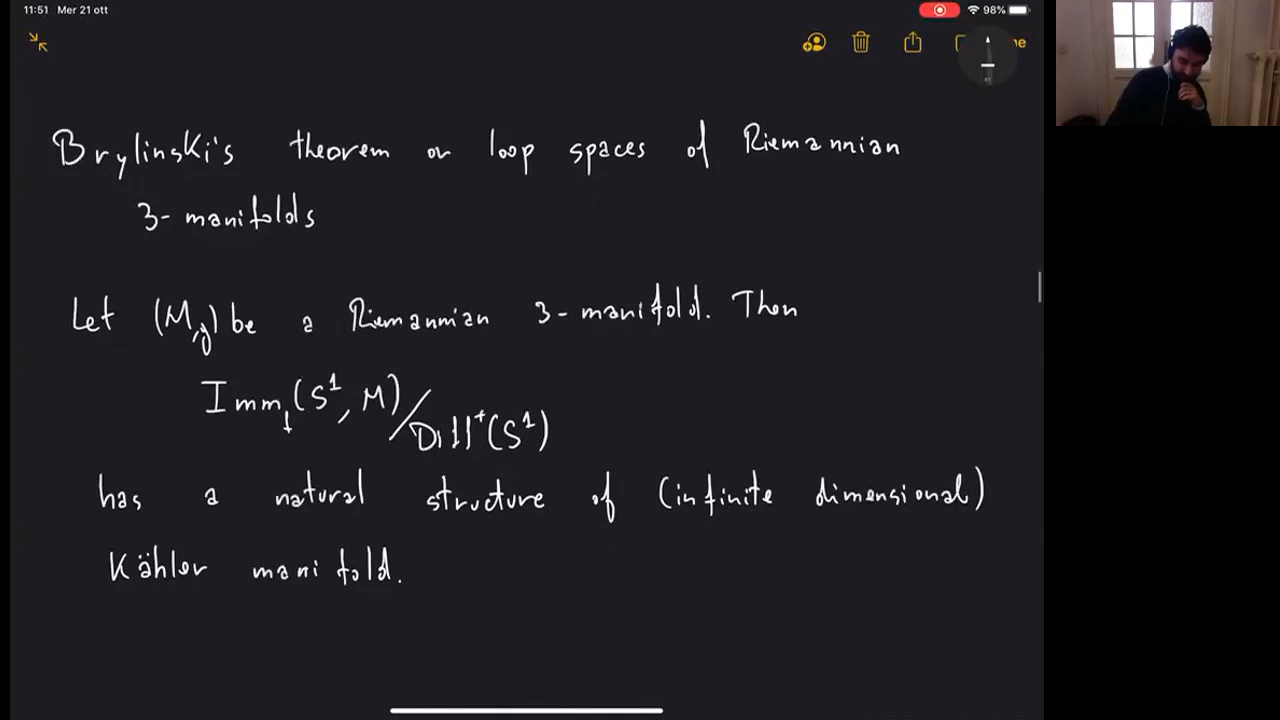 11:51 Mer 21 ott
98%
Brylinski's theorem on loop spaces of Riemannian
3-manifolds
Let (M,g) be a Riemannian 3-manifold. Then
Imm_f(S^1, M)/Diff^+(S^1)
has a natural structure of (infinite dimensional)
Kähler manifold.